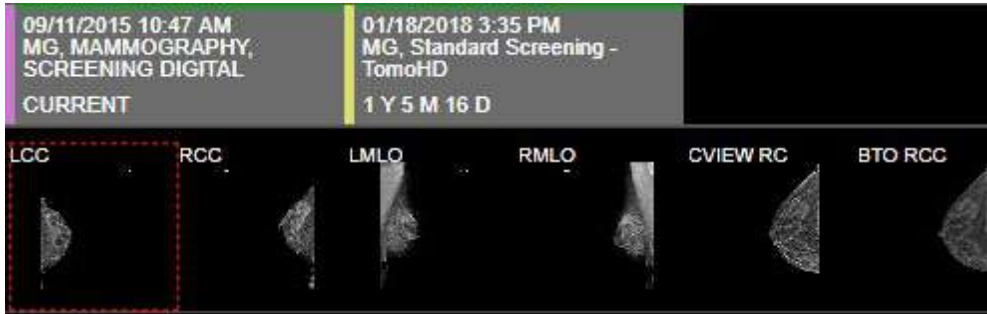 09/11/2015 10:47 AM
MG, MAMMOGRAPHY,
SCREENING DIGITAL
CURRENT
01/18/2018 3:35 PM
MG, Standard Screening -
TomoHD
1 Y 5 M 16 D
LCC
RCC
LMLO
RMLO
CVIEW RC
BTO RCC